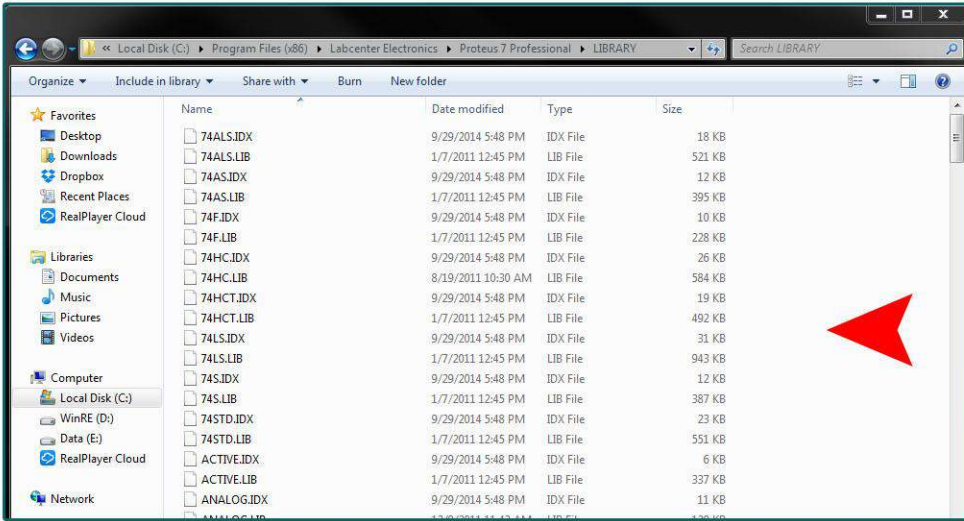 « Local Disk (C:) ▸ Program Files (x86) ▸ Labcenter Electronics ▸ Proteus 7 Professional ▸ LIBRARY Search LIBRARY
Organize Include in library Share with Burn New folder
Name Date modified Type Size
Favorites
Desktop
Downloads
Dropbox
Recent Places
RealPlayer Cloud
Libraries
Documents
Music
Pictures
Videos
Computer
Local Disk (C:)
WinRE (D:)
Data (E:)
RealPlayer Cloud
Network
74ALS.IDX 9/29/2014 5:48 PM IDX File 18 KB
74ALS.LIB 1/7/2011 12:45 PM LIB File 521 KB
74AS.IDX 9/29/2014 5:48 PM IDX File 12 KB
74AS.LIB 1/7/2011 12:45 PM LIB File 395 KB
74F.IDX 9/29/2014 5:48 PM IDX File 10 KB
74F.LIB 1/7/2011 12:45 PM LIB File 228 KB
74HC.IDX 9/29/2014 5:48 PM IDX File 26 KB
74HC.LIB 8/19/2011 10:30 AM LIB File 584 KB
74HCT.IDX 9/29/2014 5:48 PM IDX File 19 KB
74HCT.LIB 1/7/2011 12:45 PM LIB File 492 KB
74LS.IDX 9/29/2014 5:48 PM IDX File 31 KB
74LS.LIB 1/7/2011 12:45 PM LIB File 943 KB
74S.IDX 9/29/2014 5:48 PM IDX File 12 KB
74S.LIB 1/7/2011 12:45 PM LIB File 387 KB
74STD.IDX 9/29/2014 5:48 PM IDX File 23 KB
74STD.LIB 1/7/2011 12:45 PM LIB File 551 KB
ACTIVE.IDX 9/29/2014 5:48 PM IDX File 6 KB
ACTIVE.LIB 1/7/2011 12:45 PM LIB File 337 KB
ANALOG.IDX 9/29/2014 5:48 PM IDX File 11 KB